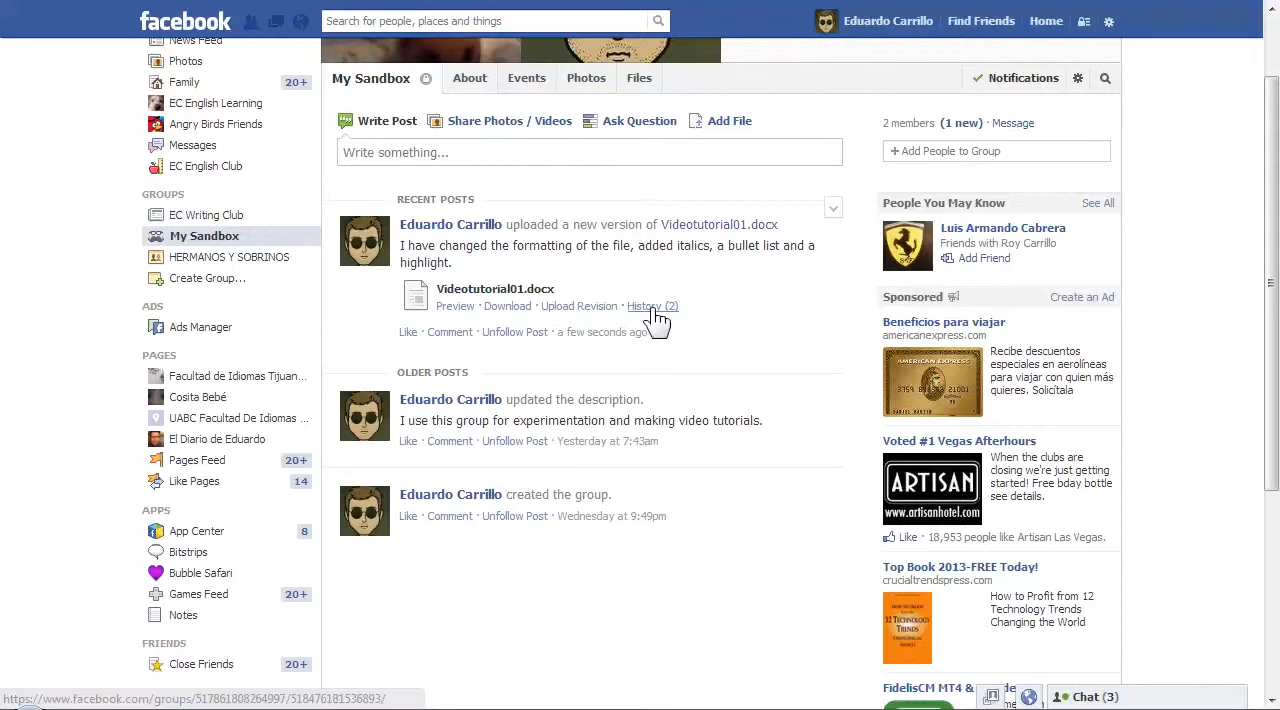 facebook
Search for people, places and things
Eduardo Carrillo
Find Friends
Home
News Feed
Photos
Family
20+
EC English Learning
Angry Birds Friends
Messages
EC English Club
GROUPS
EC Writing Club
My Sandbox
HERMANOS Y SOBRINOS
Create Group...
ADS
Ads Manager
PAGES
Facultad de Idiomas Tijuan...
Cosita Bebé
UABC Facultad De Idiomas ...
El Diario de Eduardo
Pages Feed
20+
Like Pages
14
APPS
App Center
8
Bitstrips
Bubble Safari
Games Feed
20+
Notes
FRIENDS
Close Friends
20+
https://www.facebook.com/groups/517861808264997/518476181536893/
My Sandbox
About
Events
Photos
Files
Notifications
Write Post
Share Photos / Videos
Ask Question
Add File
Write something...
RECENT POSTS
Eduardo Carrillo uploaded a new version of Videotutorial01.docx
I have changed the formatting of the file, added italics, a bullet list and a
highlight.
Videotutorial01.docx
Preview · Download · Upload Revision · History (2)
Like · Comment · Unfollow Post · a few seconds ago
OLDER POSTS
Eduardo Carrillo updated the description.
I use this group for experimentation and making video tutorials.
Like · Comment · Unfollow Post · Yesterday at 7:43am
Eduardo Carrillo created the group.
Like · Comment · Unfollow Post · Wednesday at 9:49pm
2 members (1 new) · Message
+ Add People to Group
People You May Know
See All
Luis Armando Cabrera
Friends with Roy Carrillo
Add Friend
Sponsored
Create an Ad
Beneficios para viajar
americanexpress.com
Recibe descuentos
especiales en aerolíneas
para viajar con quien más
quieres. Solicítala
Voted #1 Vegas Afterhours
ARTISAN
www.artisanhotel.com
When the clubs are
closing we're just getting
started! Free bday bottle
see details.
Like · 18,953 people like Artisan Las Vegas.
Top Book 2013-FREE Today!
crucialtrendspress.com
12 TECHNOLOGY
TRENDS
How to Profit from 12
Technology Trends
Changing the World
FidelisCM MT4 &
Chat (3)